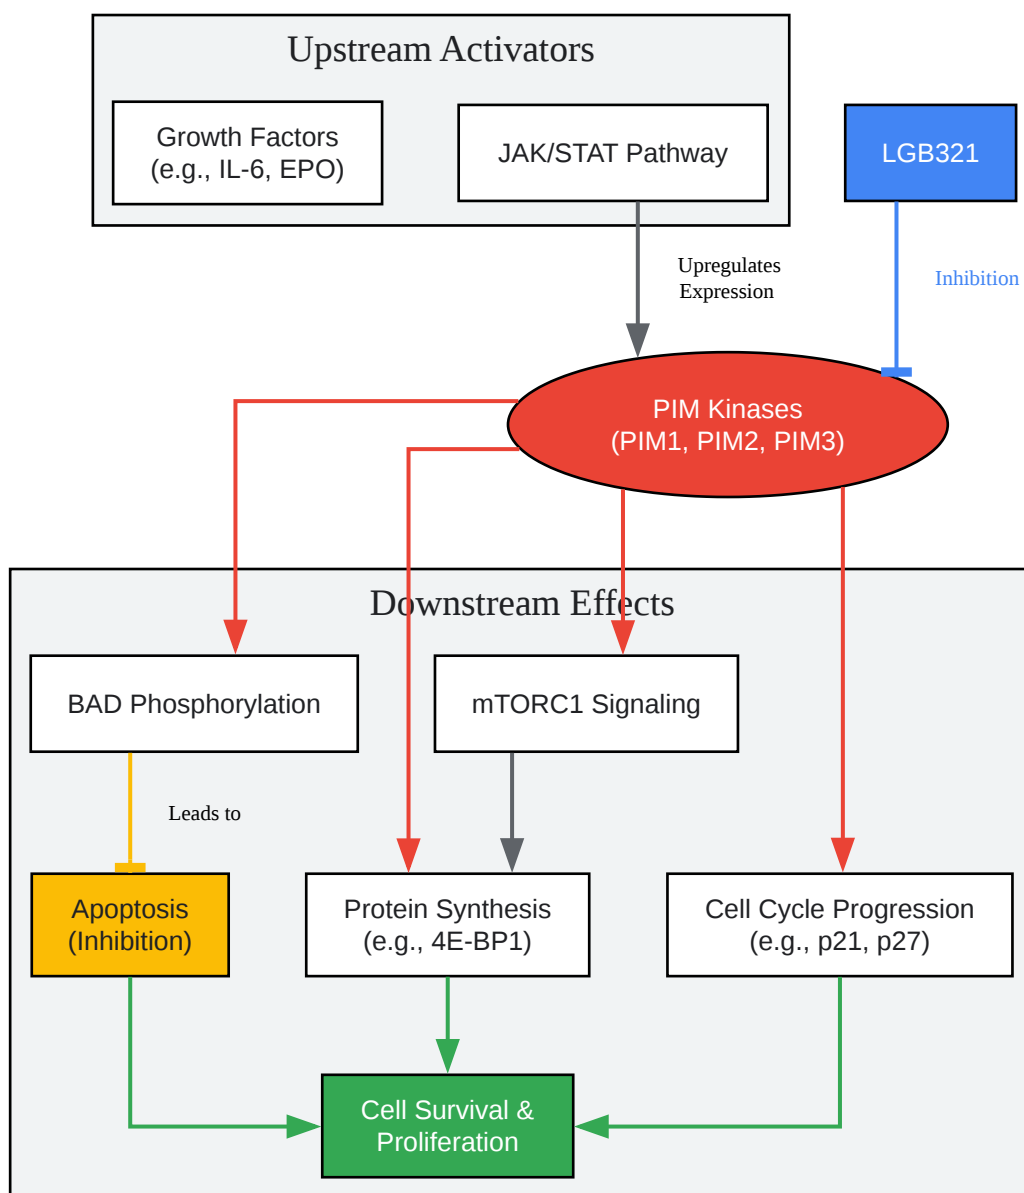 Upstream Activators
Growth Factors
(e.g., IL-6, EPO)
JAK/STAT Pathway
LGB321
Upregulates
Expression
Inhibition
PIM Kinases
(PIM1, PIM2, PIM3)
Downstream Effects
BAD Phosphorylation
mTORC1 Signaling
Leads to
Apoptosis
(Inhibition)
Protein Synthesis
(e.g., 4E-BP1)
Cell Cycle Progression
(e.g., p21, p27)
Cell Survival &
Proliferation